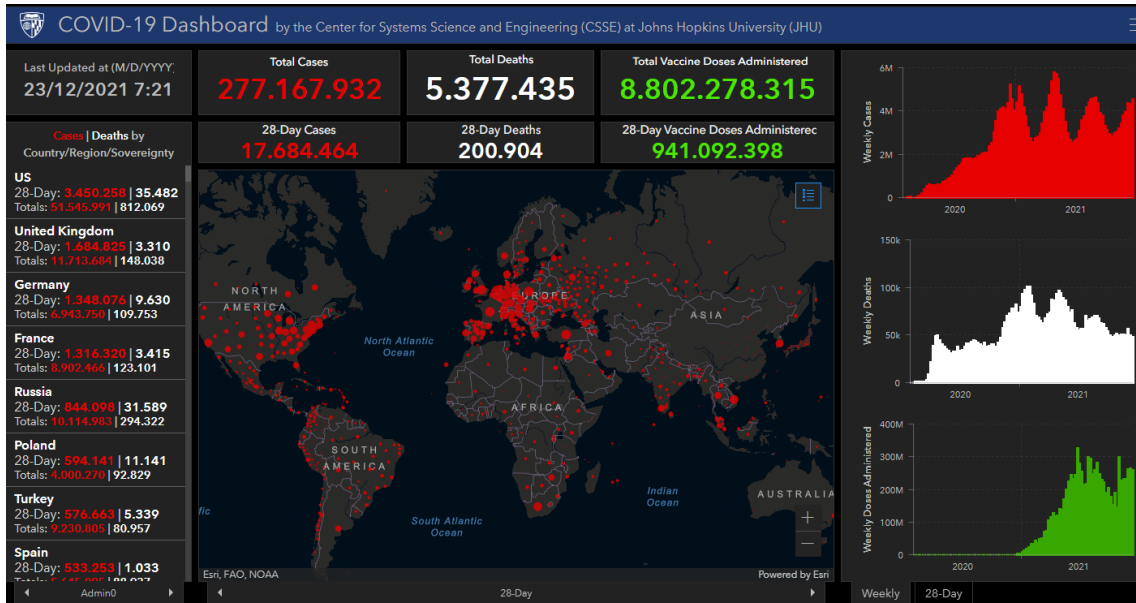 COVID-19 Dashboard by the Center for Systems Science and Engineering (CSSE) at Johns Hopkins University (JHU)
Last Updated at (M/D/YYYY)
23/12/2021 7:21
Total Cases
277.167.932
Total Deaths
5.377.435
Total Vaccine Doses Administered
8.802.278.315
28-Day Cases
17.684.464
28-Day Deaths
200.904
28-Day Vaccine Doses Administerec
941.092.398
Cases | Deaths by
Country/Region/Sovereignty
US
28-Day: 3.450.258 | 35.482
Totals: 51.545.991 | 812.069
United Kingdom
28-Day: 1.684.825 | 3.310
Totals: 11.713.684 | 148.038
Germany
28-Day: 1.348.076 | 9.630
Totals: 6.943.750 | 109.753
France
28-Day: 1.316.320 | 3.415
Totals: 8.902.466 | 123.101
Russia
28-Day: 844.098 | 31.589
Totals: 10.114.983 | 294.322
Poland
28-Day: 594.141 | 11.141
Totals: 4.000.270 | 92.829
Turkey
28-Day: 576.663 | 5.339
Totals: 9.230.805 | 80.957
Spain
28-Day: 533.253 | 1.033
Admin0
NORTH
AMERICA
EUROPE
ASIA
North Atlantic
Ocean
AFRICA
SOUTH
AMERICA
Indian
Ocean
AUSTRALIA
fic
South Atlantic
Ocean
Esri, FAO, NOAA
Powered by Esri
28-Day
Weekly Cases
6M
4M
2M
0
2020
2021
Weekly Deaths
150k
100k
50k
0
2020
2021
Weekly Doses Administered
400M
300M
200M
100M
0
2020
2021
Weekly
28-Day